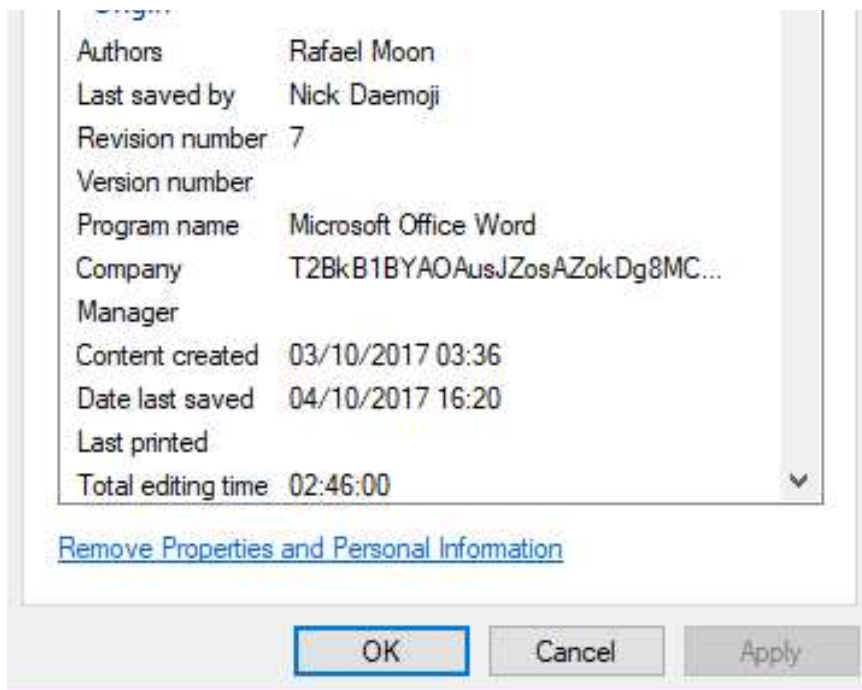 Authors Rafael Moon
Last saved by Nick Daemoji
Revision number 7
Version number
Program name Microsoft Office Word
Company T2BkB1BYAOAusJZosAZokDg8MC...
Manager
Content created 03/10/2017 03:36
Date last saved 04/10/2017 16:20
Last printed
Total editing time 02:46:00
Remove Properties and Personal Information
OK Cancel Apply